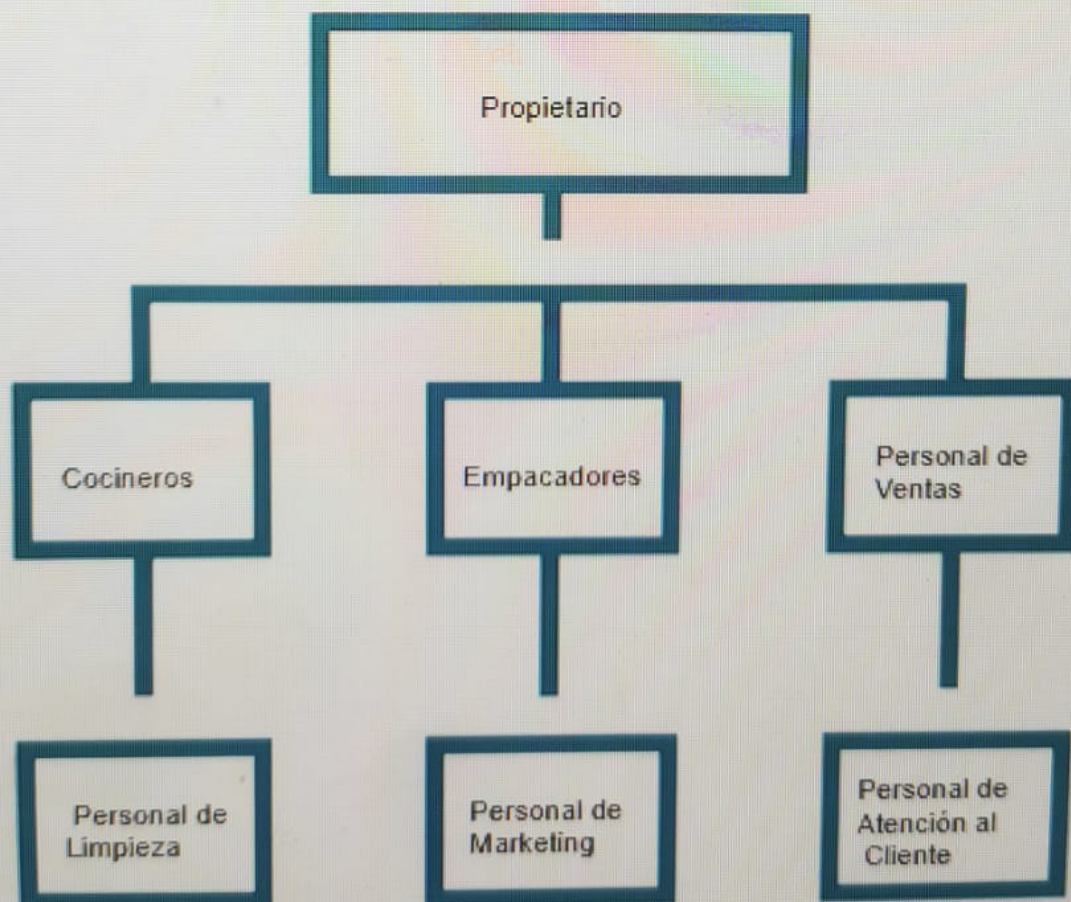 Propietario
Cocineros
Empacadores
Personal de
Ventas
Personal de
Limpieza
Personal de
Marketing
Personal de
Atención al
Cliente